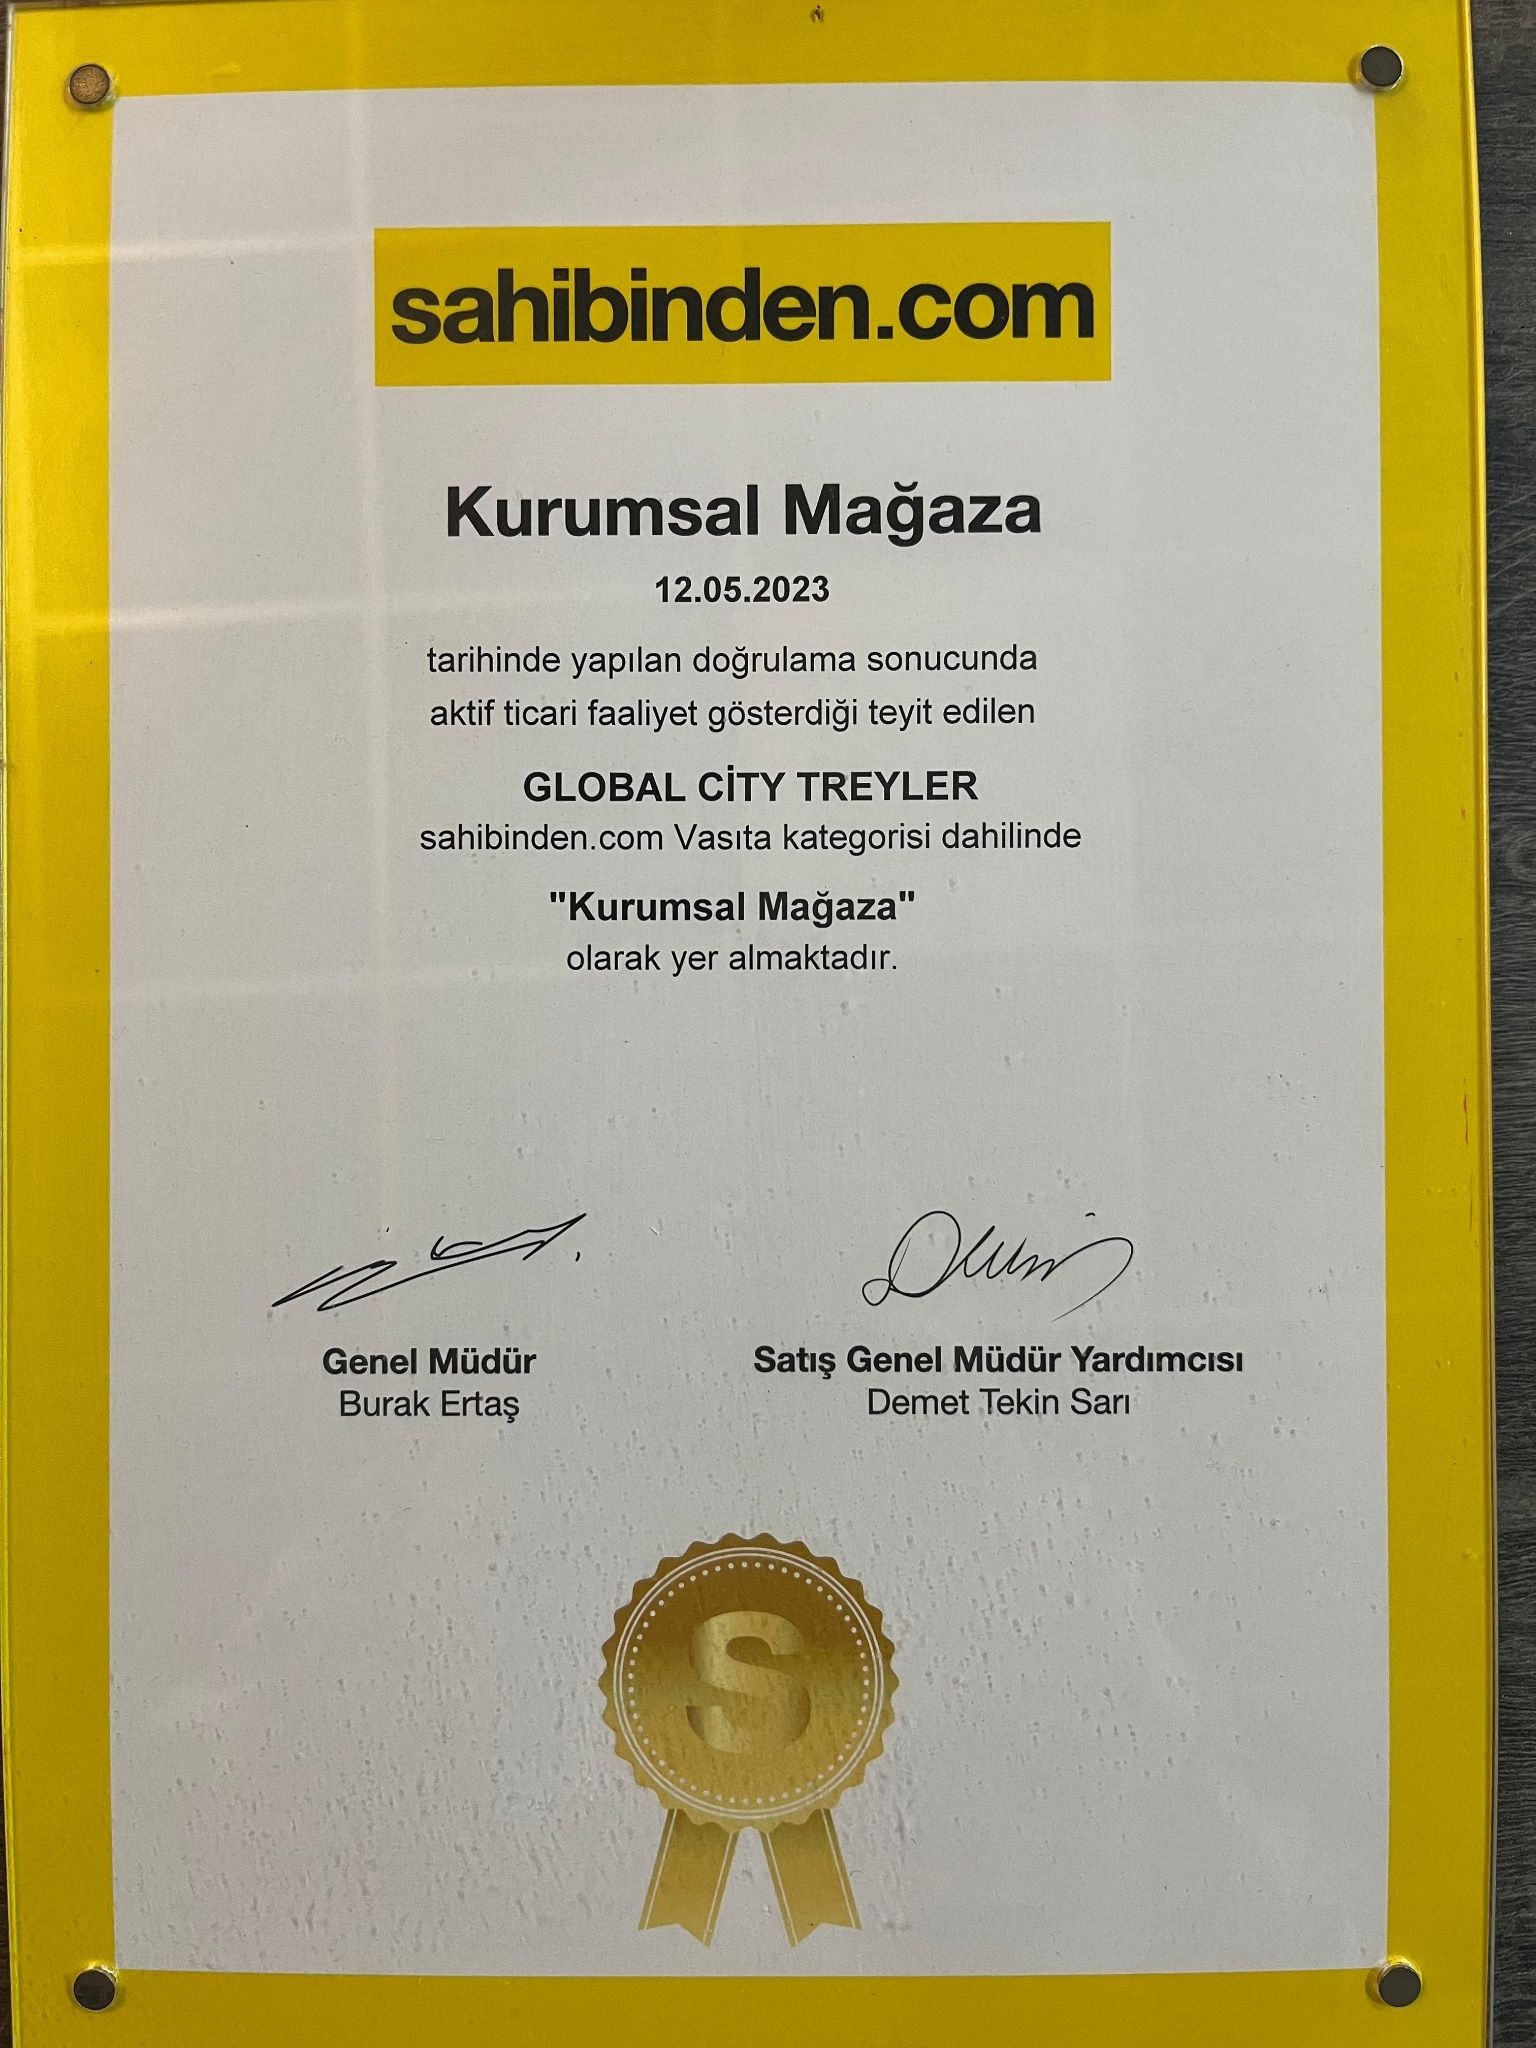 sahibinden.com
Kurumsal Mağaza
12.05.2023
tarihinde yapılan doğrulama sonucunda
aktif ticari faaliyet gösterdiği teyit edilen
GLOBAL CİTY TREYLER
sahibinden.com Vasıta kategorisi dahilinde
"Kurumsal Mağaza"
olarak yer almaktadır.
Genel Müdür
Burak Ertaş
Satış Genel Müdür Yardımcısı
Demet Tekin Sarı
S